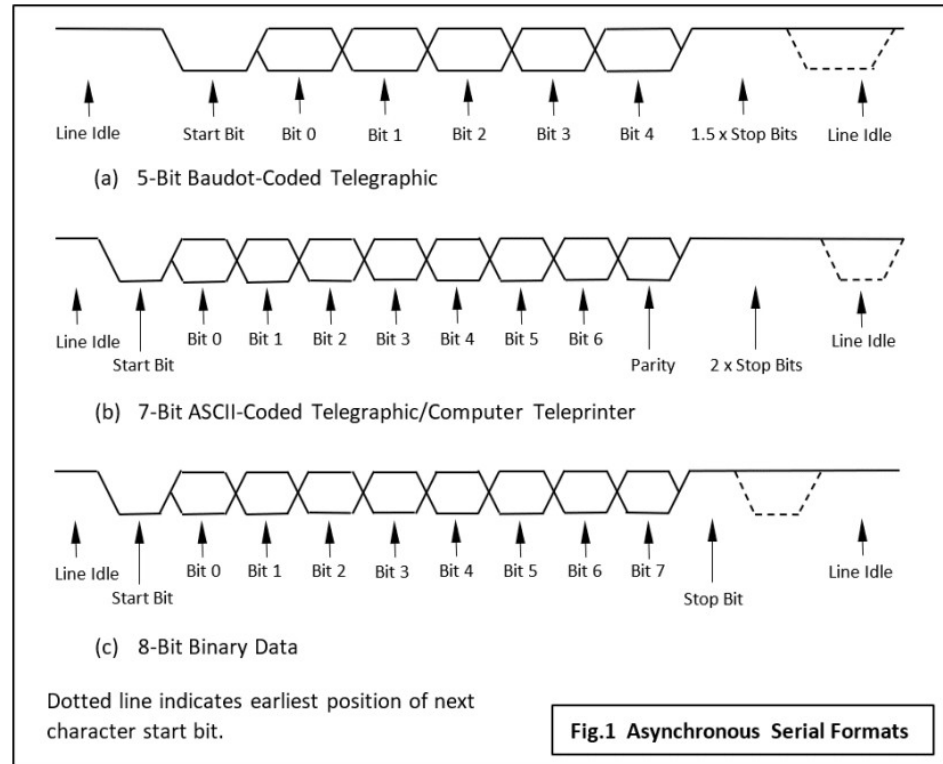 Line Idle Start Bit Bit 0 Bit 1 Bit 2 Bit 3 Bit 4 1.5 x Stop Bits Line Idle
(a) 5-Bit Baudot-Coded Telegraphic
Line Idle Bit 0 Bit 1 Bit 2 Bit 3 Bit 4 Bit 5 Bit 6 Line Idle
Start Bit Parity 2 x Stop Bits
(b) 7-Bit ASCII-Coded Telegraphic/Computer Teleprinter
Line Idle Bit 0 Bit 1 Bit 2 Bit 3 Bit 4 Bit 5 Bit 6 Bit 7 Line Idle
Start Bit Stop Bit
(c) 8-Bit Binary Data
Dotted line indicates earliest position of next
character start bit.
Fig.1 Asynchronous Serial Formats